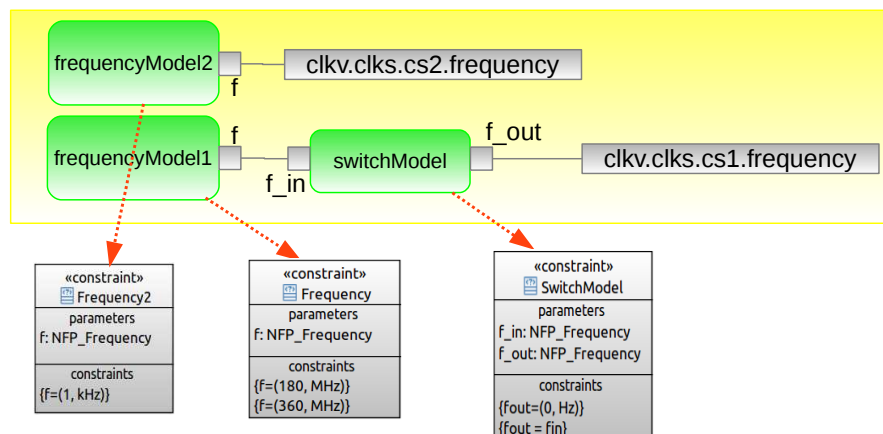 frequencyModel2
f
clkv.clks.cs2.frequency
frequencyModel1
f
f_in
switchModel
f_out
clkv.clks.cs1.frequency
«constraint»
Frequency2
parameters
f: NFP_Frequency
constraints
{f=(1, kHz)}
«constraint»
Frequency
parameters
f: NFP_Frequency
constraints
{f=(180, MHz)}
{f=(360, MHz)}
«constraint»
SwitchModel
parameters
f_in: NFP_Frequency
f_out: NFP_Frequency
constraints
{fout=(0, Hz)}
{fout = fin}